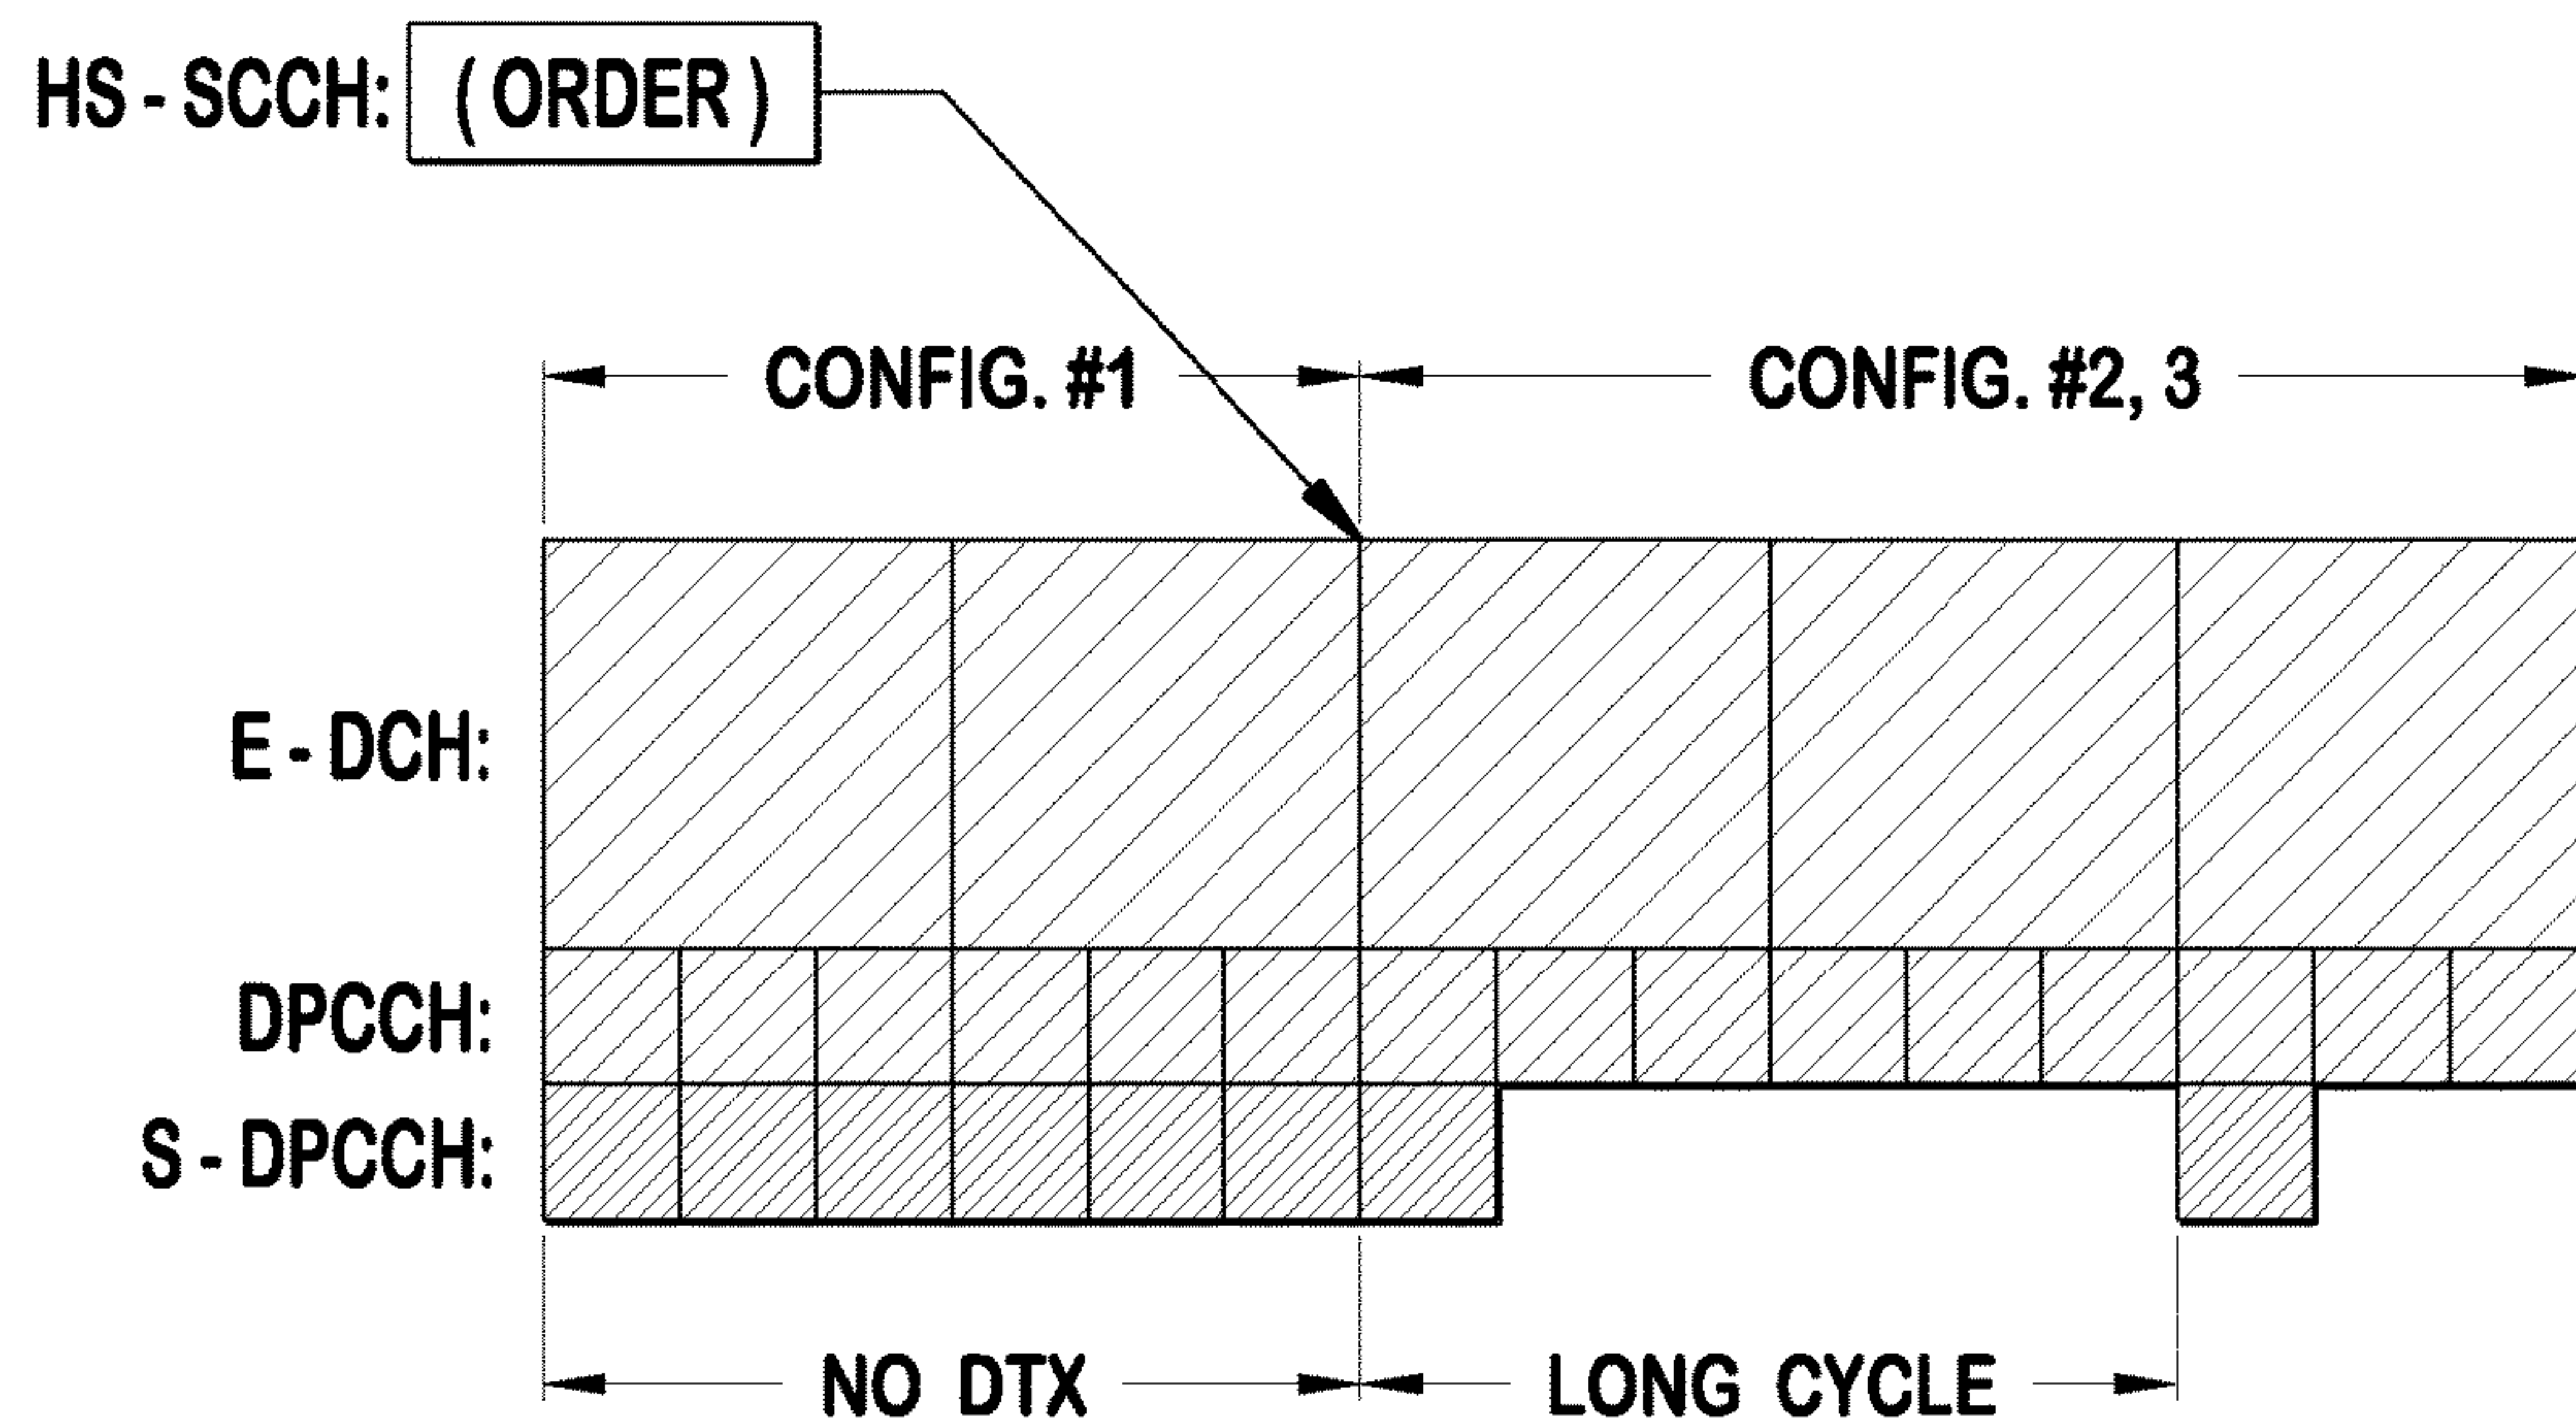 HS - SCCH: ( ORDER )
CONFIG. #1 CONFIG. #2, 3
E - DCH:
DPCCH:
S - DPCCH:
NO DTX LONG CYCLE